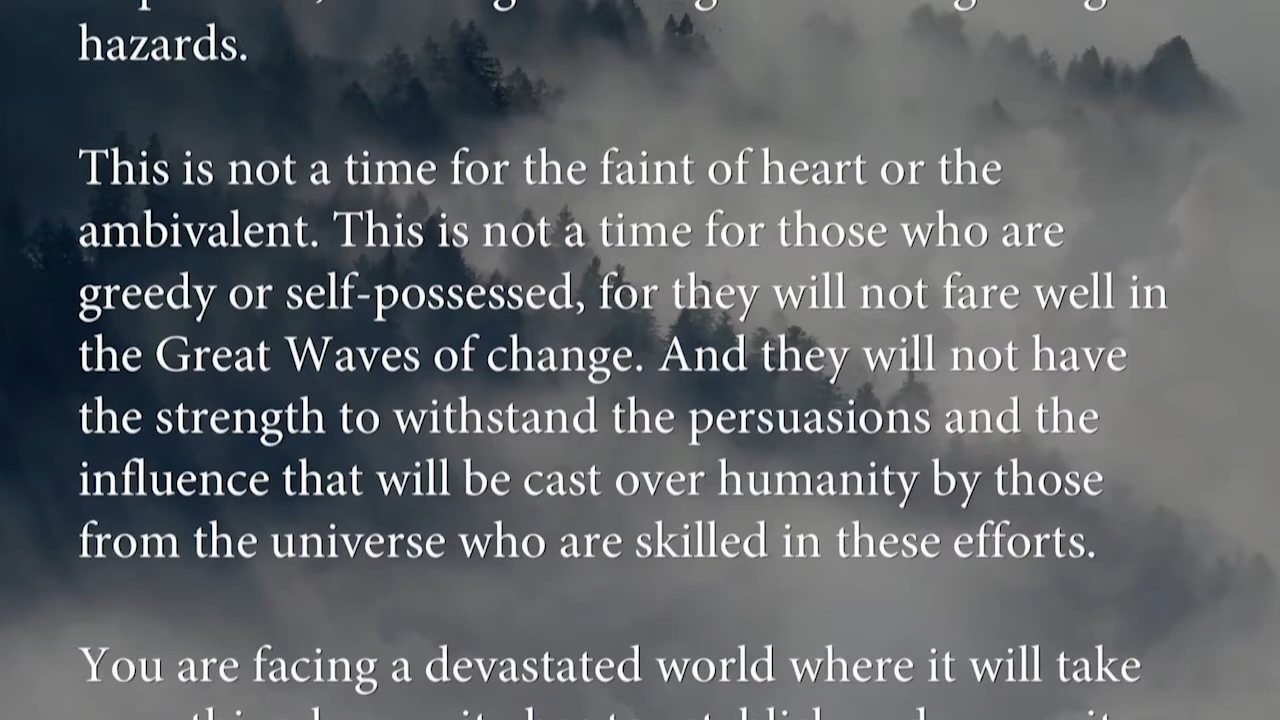 hazards.
This is not a time for the faint of heart or the
ambivalent. This is not a time for those who are
greedy or self-possessed, for they will not fare well in
the Great Waves of change. And they will not have
the strength to withstand the persuasions and the
influence that will be cast over humanity by those
from the universe who are skilled in these efforts.
You are facing a devastated world where it will take